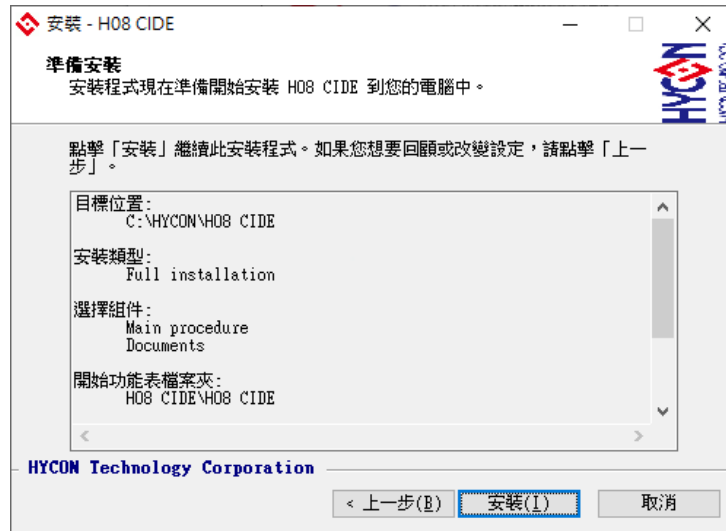 安裝 - H08 CIDE
準備安裝
安裝程式現在準備開始安裝 H08 CIDE 到您的電腦中。
HYCON
點擊「安裝」繼續此安裝程式。如果您想要回顧或改變設定，請點擊「上一
步」。
目標位置:
C:\HYCON\H08 CIDE
安裝類型:
Full installation
選擇組件:
Main procedure
Documents
開始功能表檔案夾:
H08 CIDE\H08 CIDE
HYCON Technology Corporation
< 上一步(B)
安裝(I)
取消